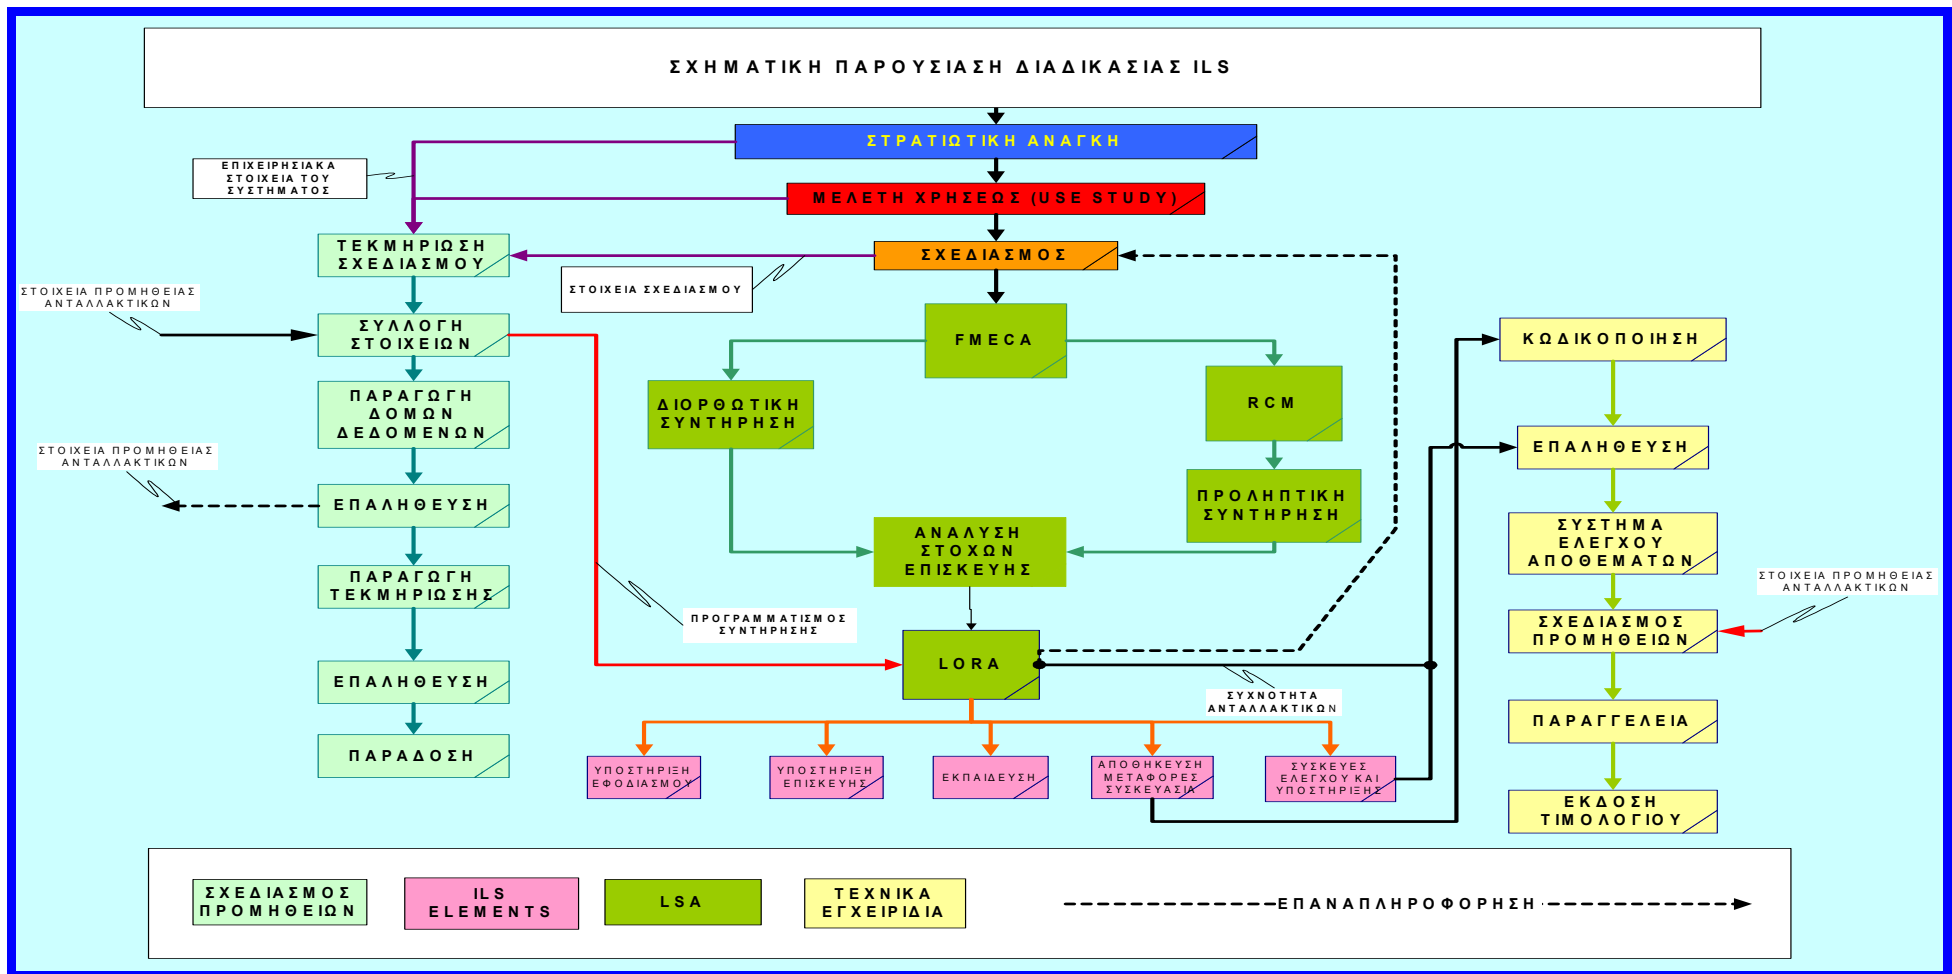 ΣΧΗΜΑΤΙΚΗ ΠΑΡΟΥΣΙΑΣΗ ΔΙΑΔΙΚΑΣΙΑΣ ILS
ΣΤΡΑΤΙΩΤΙΚΗ ΑΝΑΓΚΗ
ΕΠΙΧΕΙΡΗΣΙΑΚΑ
ΣΤΟΙΧΕΙΑ ΤΟΥ
ΣΥΣΤΗΜΑΤΟΣ
ΜΕΛΕΤΗ ΧΡΗΣΕΩΣ (USE STUDY)
ΤΕΚΜΗΡΙΩΣΗ
ΣΧΕΔΙΑΣΜΟΥ
ΣΧΕΔΙΑΣΜΟΣ
ΣΤΟΙΧΕΙΑ ΣΧΕΔΙΑΣΜΟΥ
ΣΤΟΙΧΕΙΑ ΠΡΟΜΗΘΕΙΑΣ
ΑΝΤΑΛΛΑΚΤΙΚΩΝ
ΣΥΛΛΟΓΗ
ΣΤΟΙΧΕΙΩΝ
FMECA
ΚΩΔΙΚΟΠΟΙΗΣΗ
ΠΑΡΑΓΩΓΗ
ΔΟΜΩΝ
ΔΕΔΟΜΕΝΩΝ
ΔΙΟΡΘΩΤΙΚΗ
ΣΥΝΤΗΡΗΣΗ
RCM
ΣΤΟΙΧΕΙΑ ΠΡΟΜΗΘΕΙΑΣ
ΑΝΤΑΛΛΑΚΤΙΚΩΝ
ΕΠΑΛΗΘΕΥΣΗ
ΕΠΑΛΗΘΕΥΣΗ
ΠΡΟΛΗΠΤΙΚΗ
ΣΥΝΤΗΡΗΣΗ
ΑΝΑΛΥΣΗ
ΣΤΟΧΩΝ
ΕΠΙΣΚΕΥΗΣ
ΣΥΣΤΗΜΑ
ΕΛΕΓΧΟΥ
ΑΠΟΘΕΜΑΤΩΝ
ΠΑΡΑΓΩΓΗ
ΤΕΚΜΗΡΙΩΣΗΣ
ΣΤΟΙΧΕΙΑ ΠΡΟΜΗΘΕΙΑΣ
ΑΝΤΑΛΛΑΚΤΙΚΩΝ
ΠΡΟΓΡΑΜΜΑΤΙΣΜΟΣ
ΣΥΝΤΗΡΗΣΗΣ
ΣΧΕΔΙΑΣΜΟΣ
ΠΡΟΜΗΘΕΙΩΝ
LORA
ΕΠΑΛΗΘΕΥΣΗ
ΣΥΧΝΟΤΗΤΑ
ΑΝΤΑΛΛΑΚΤΙΚΩΝ
ΠΑΡΑΓΓΕΛΕΙΑ
ΠΑΡΑΔΟΣΗ
ΥΠΟΣΤΗΡΙΞΗ
ΕΦΟΔΙΑΣΜΟΥ
ΥΠΟΣΤΗΡΙΞΗ
ΕΠΙΣΚΕΥΗΣ
ΕΚΠΑΙΔΕΥΣΗ
ΑΠΟΘΗΚΕΥΣΗ
ΜΕΤΑΦΟΡΕΣ
ΣΥΣΚΕΥΑΣΙΑ
ΣΥΣΚΕΥΕΣ
ΕΛΕΓΧΟΥ ΚΑΙ
ΥΠΟΣΤΗΡΙΞΗΣ
ΕΚΔΟΣΗ
ΤΙΜΟΛΟΓΙΟΥ
ΣΧΕΔΙΑΣΜΟΣ
ΠΡΟΜΗΘΕΙΩΝ
ILS
ELEMENTS
LSA
ΤΕΧΝΙΚΑ
ΕΓΧΕΙΡΙΔΙΑ
ΕΠΑΝΑΠΛΗΡΟΦΟΡΗΣΗ